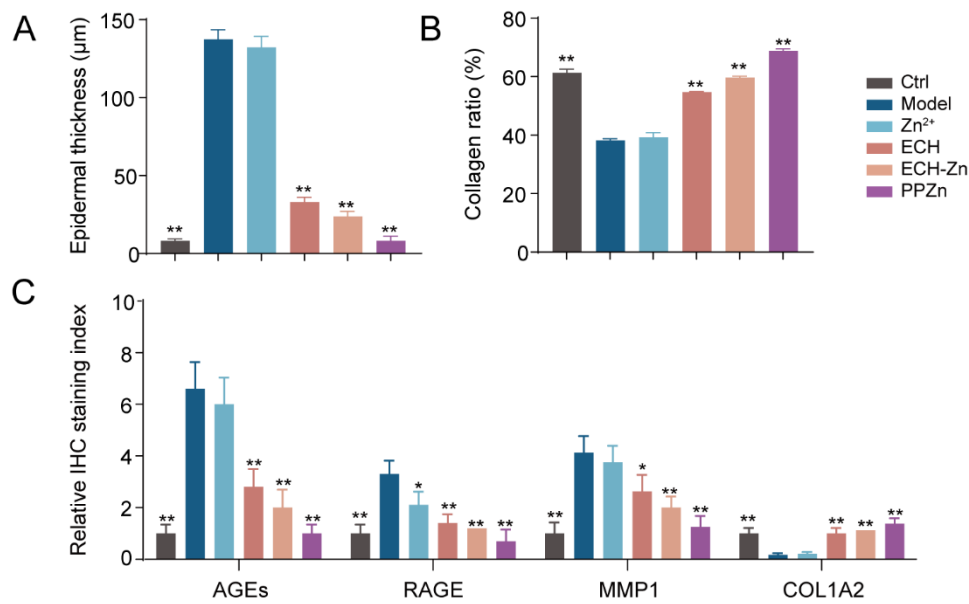 A
Epidermal thickness (μm)
150
100
50
0
** ** ** **
B
Collagen ratio (%)
80
60
40
20
0
** ** ** **
Ctrl
Model
Zn²⁺
ECH
ECH-Zn
PPZn
C
Relative IHC staining index
10
8
6
4
2
0
** ** ** **
** * ** ** **
** * ** **
** ** ** **
AGEs RAGE MMP1 COL1A2